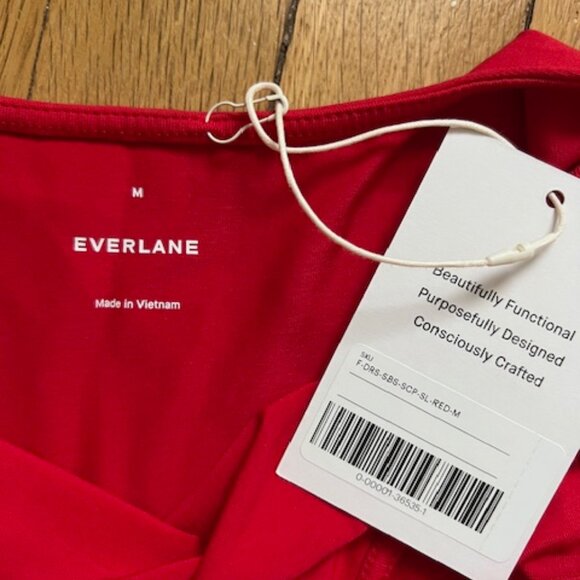 M
EVERLANE
Made in Vietnam
Beautifully Functional
Purposefully Designed
Consciously Crafted
SKU
F-DRS-SBS-SCP-SL-RED-M
0-00001-36535-1